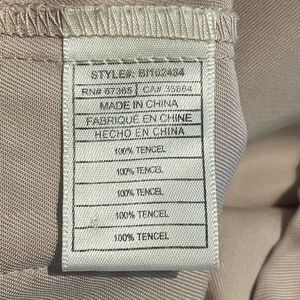 STYLE#: BI102484
RN# 67365 CA# 35864
MADE IN CHINA
FABRIQUÉ EN CHINE
HECHO EN CHINA
100% TENCEL
100% TENCEL
100% TENCEL
100% TENCEL
100% TENCEL